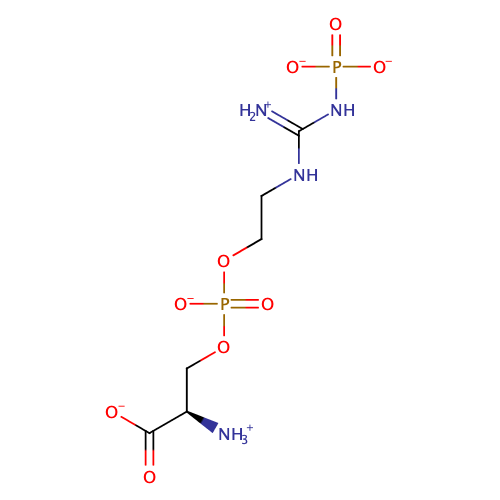 O
O⁻ P O⁻
H₂N⁺ NH
NH
O
O⁻ P O
O
O⁻
NH₃⁺
O